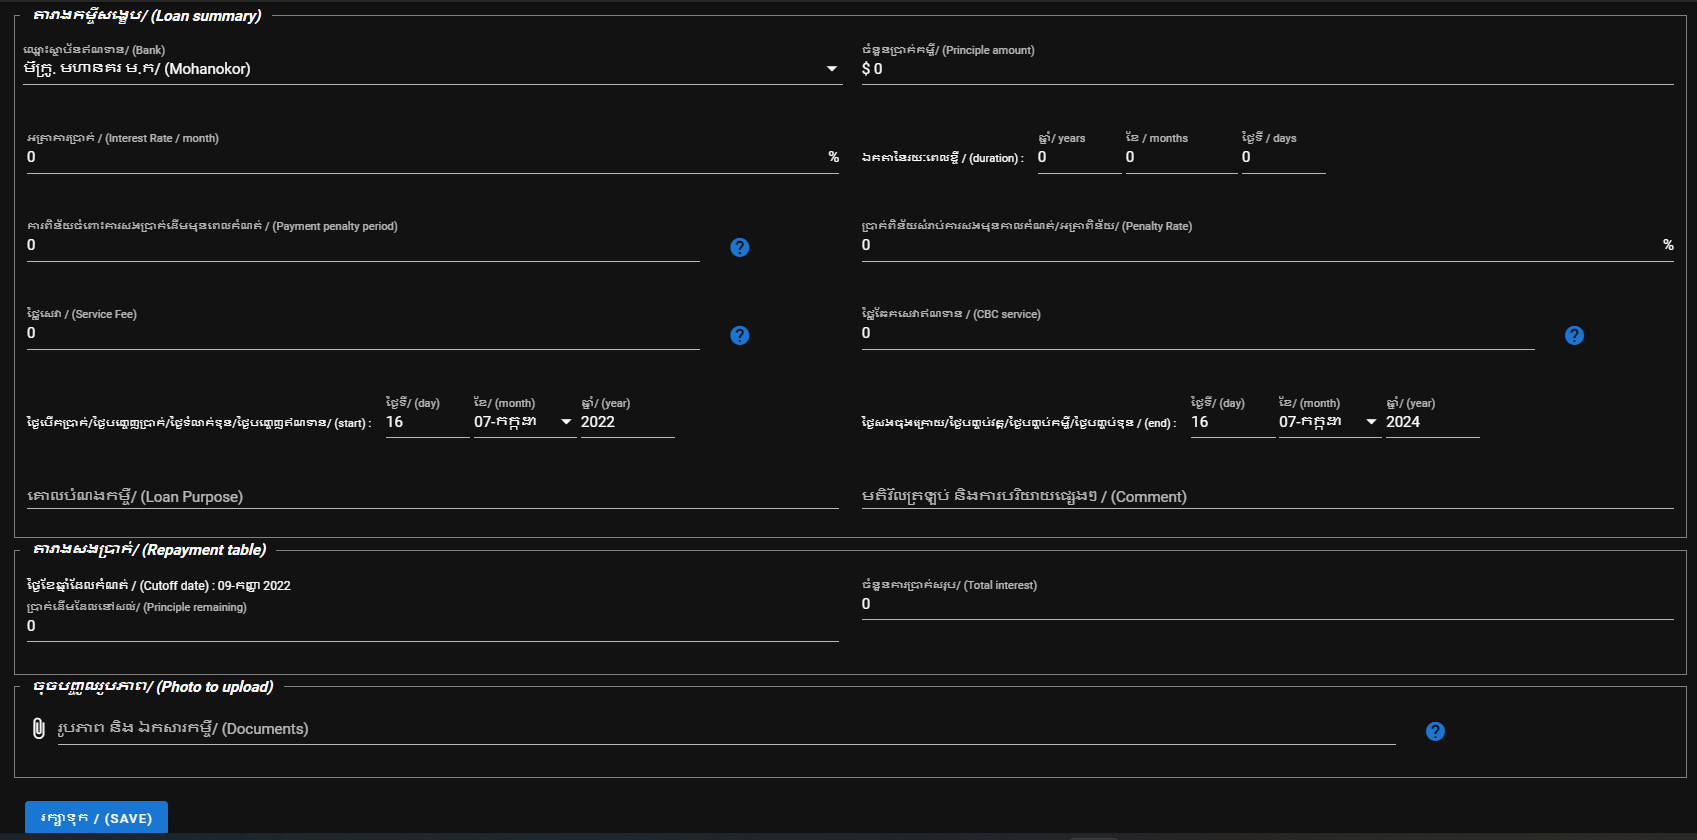 តារាងកម្ចីសង្ខេប/ (Loan summary)
ឈ្មោះស្ថាប័នឥណទាន/ (Bank)
មីក្រូ. មហានគរ ម.ក/ (Mohanokor)
ចំនួនប្រាក់កម្ចី/ (Principle amount)
$ 0
អត្រាការប្រាក់ / (Interest Rate / month)
0 %
ឯកតានៃរយៈពេលខ្ចី / (duration) :
ឆ្នាំ/ years
0
ខែ / months
0
ថ្ងៃទី / days
0
ការពិន័យចំពោះការសងប្រាក់ដើមមុនពេលកំណត់ / (Payment penalty period)
0
ប្រាក់ពិន័យសំរាប់ការសងមុនកាលកំណត់/អត្រាពិន័យ/ (Penalty Rate)
0 %
ថ្លៃសេវា / (Service Fee)
0
ថ្លៃឆែកសេវាឥណទាន / (CBC service)
0
ថ្ងៃបើកប្រាក់/ថ្ងៃបញ្ចេញប្រាក់/ថ្ងៃទំលាក់ទុន/ថ្ងៃបញ្ចេញឥណទាន/ (start) :
ថ្ងៃទី/ (day)
16
ខែ/ (month)
07-កក្កដា
ឆ្នាំ/ (year)
2022
ថ្ងៃសងចុងក្រោយ/ថ្ងៃបញ្ចប់វគ្គ/ថ្ងៃបញ្ចប់កម្ចី/ថ្ងៃបញ្ចប់ទុន / (end) :
ថ្ងៃទី/ (day)
16
ខែ/ (month)
07-កក្កដា
ឆ្នាំ/ (year)
2024
គោលបំណងកម្ចី/ (Loan Purpose)
មតិវិលត្រឡប់ និងការបរិយាយផ្សេងៗ / (Comment)
តារាងសងប្រាក់/ (Repayment table)
ថ្ងៃខែឆ្នាំដែលកំណត់ / (Cutoff date) : 09-កញ្ញា 2022
ប្រាក់ដើមដែលនៅសល់/ (Principle remaining)
0
ចំនួនការប្រាក់សរុប/ (Total interest)
0
ចុចបញ្ចូលរូបភាព/ (Photo to upload)
រូបភាព និង ឯកសារកម្ចី/ (Documents)
រក្សាទុក / (SAVE)